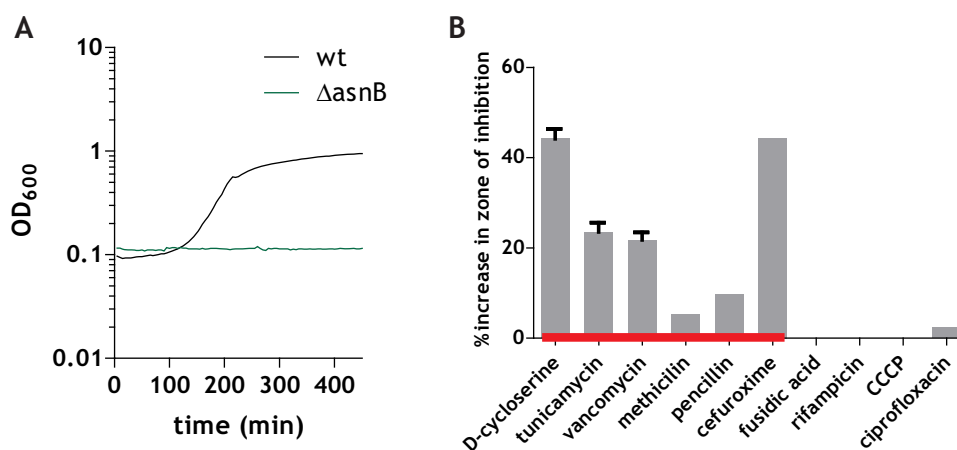 A
10
1
0.1
0.01
OD600
0 100 200 300 400
time (min)
wt
ΔasnB
B
60
40
20
0
%increase in zone of inhibition
D-cycloserine
tunicamycin
vancomycin
methicilin
pencillin
cefuroxime
fusidic acid
rifampicin
CCCP
ciprofloxacin